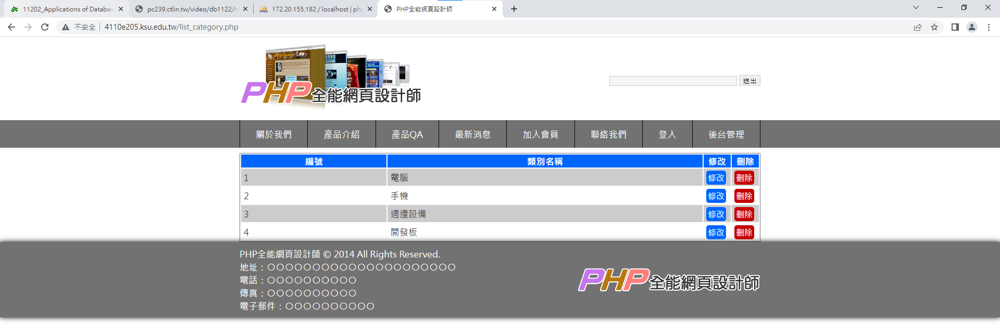 11202_Applications of Databas
pc239.ctlin.tw/video/db1122/H
172.20.155.182 / localhost | php
PHP全能網頁設計師
不安全
4110e205.ksu.edu.tw/list_category.php
PHP全能網頁設計師
送出
關於我們
產品介紹
產品QA
最新消息
加入會員
聯絡我們
登入
後台管理
編號 類別名稱 修改 刪除
1 電腦 修改 刪除
2 手機 修改 刪除
3 週邊設備 修改 刪除
4 開發板 修改 刪除
PHP全能網頁設計師 © 2014 All Rights Reserved.
地址：〇〇〇〇〇〇〇〇〇〇〇〇〇〇〇〇〇〇〇〇〇
電話：〇〇〇〇〇〇〇〇〇〇
傳真：〇〇〇〇〇〇〇〇〇〇
電子郵件：〇〇〇〇〇〇〇〇〇〇
PHP全能網頁設計師